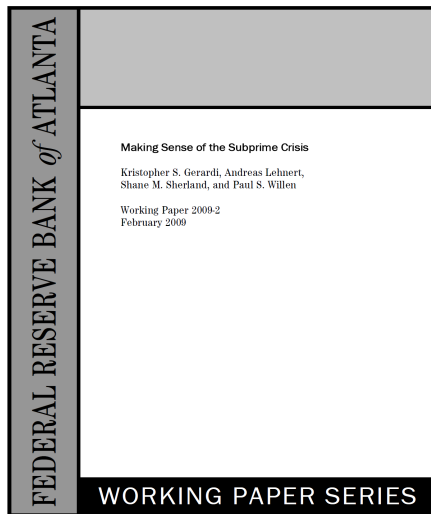 FEDERAL RESERVE BANK of ATLANTA
Making Sense of the Subprime Crisis
Kristopher S. Gerardi, Andreas Lehnert,
Shane M. Sherland, and Paul S. Willen
Working Paper 2009-2
February 2009
WORKING PAPER SERIES